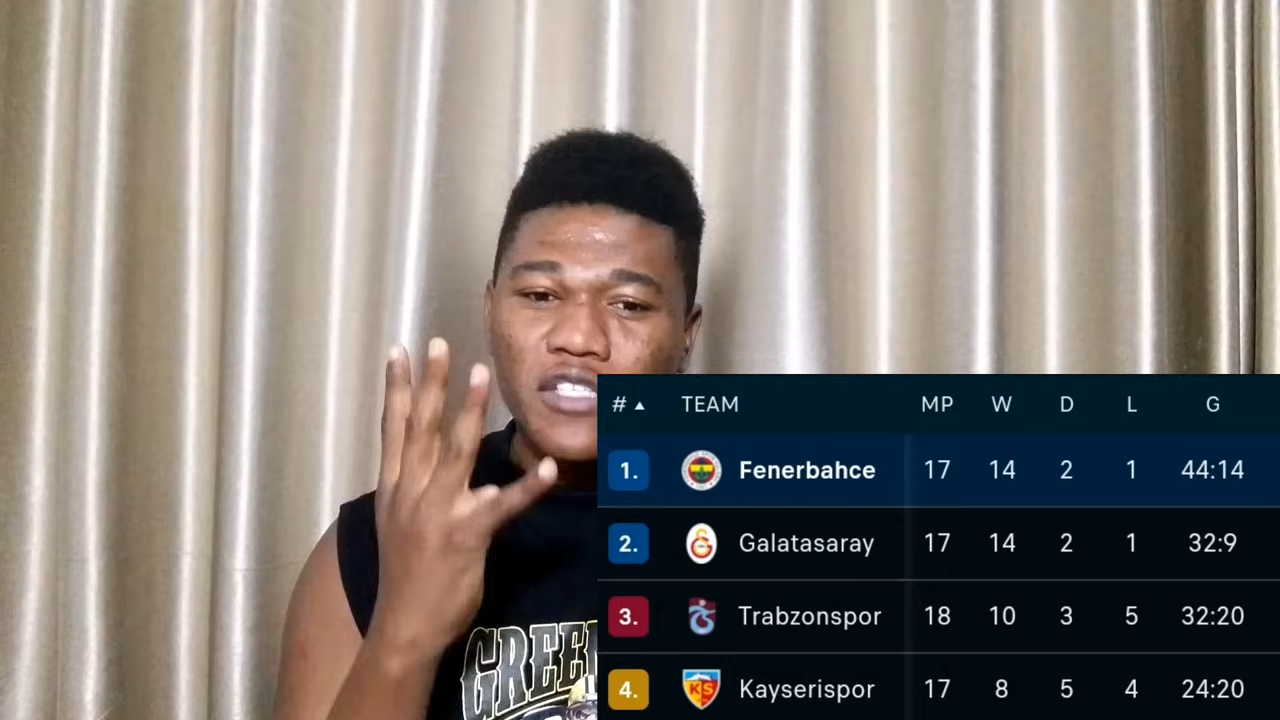 GREE
# ▲ TEAM MP W D L G
1. Fenerbahce 17 14 2 1 44:14
2. Galatasaray 17 14 2 1 32:9
3. Trabzonspor 18 10 3 5 32:20
4. KS Kayserispor 17 8 5 4 24:20